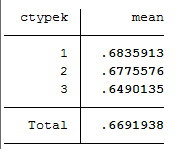 ctypek mean
1 .6835913
2 .6775576
3 .6490135
Total .6691938